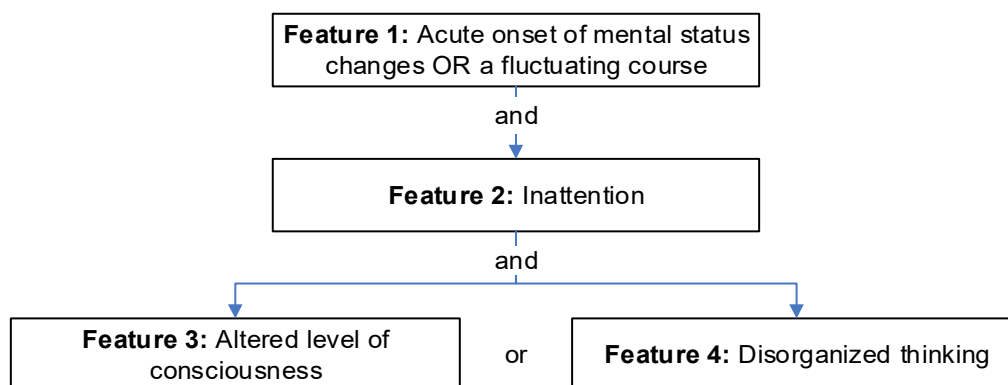 Feature 1: Acute onset of mental status
changes OR a fluctuating course
and
Feature 2: Inattention
and
Feature 3: Altered level of
consciousness
or
Feature 4: Disorganized thinking